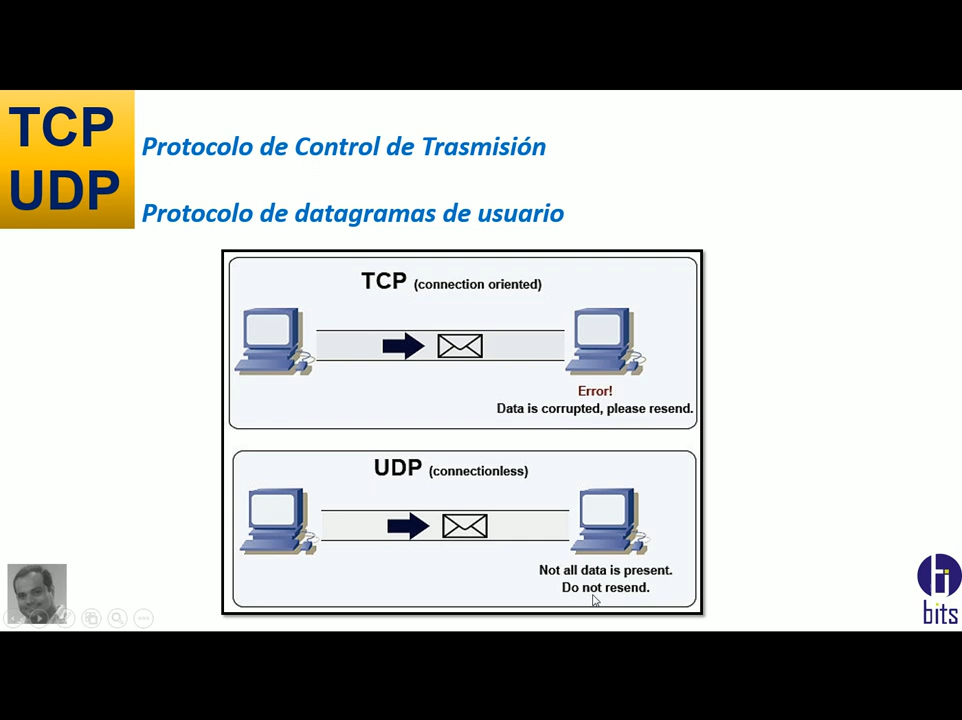 TCP
UDP
Protocolo de Control de Trasmisión
Protocolo de datagramas de usuario
TCP (connection oriented)
Error!
Data is corrupted, please resend.
UDP (connectionless)
Not all data is present.
Do not resend.
bits